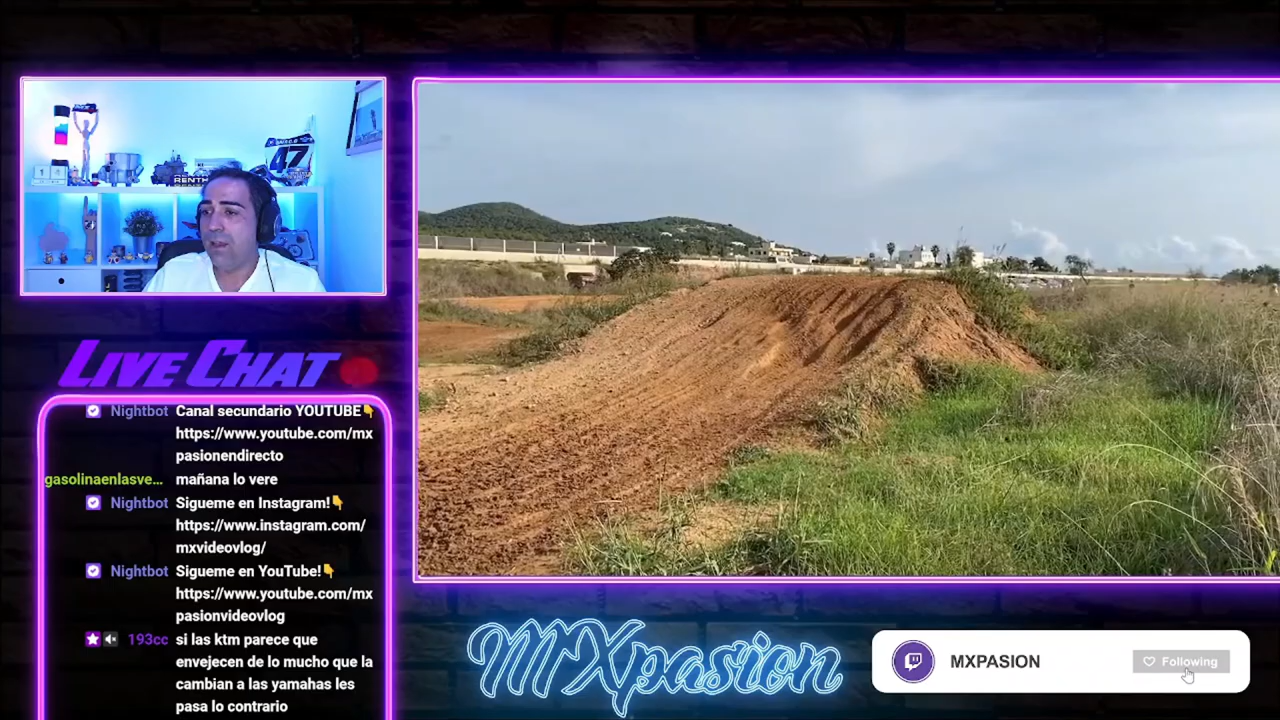 47
RENTH
LIVE CHAT
Nightbot Canal secundario YOUTUBE👇
https://www.youtube.com/mx
pasionendirecto
gasolinaenlasve... mañana lo vere
Nightbot Sigueme en Instagram!👇
https://www.instagram.com/
mxvideovlog/
Nightbot Sigueme en YouTube!👇
https://www.youtube.com/mx
pasionvideovlog
193cc si las ktm parece que
envejecen de lo mucho que la
cambian a las yamahas les
pasa lo contrario
MXpasion
MXPASION
Following